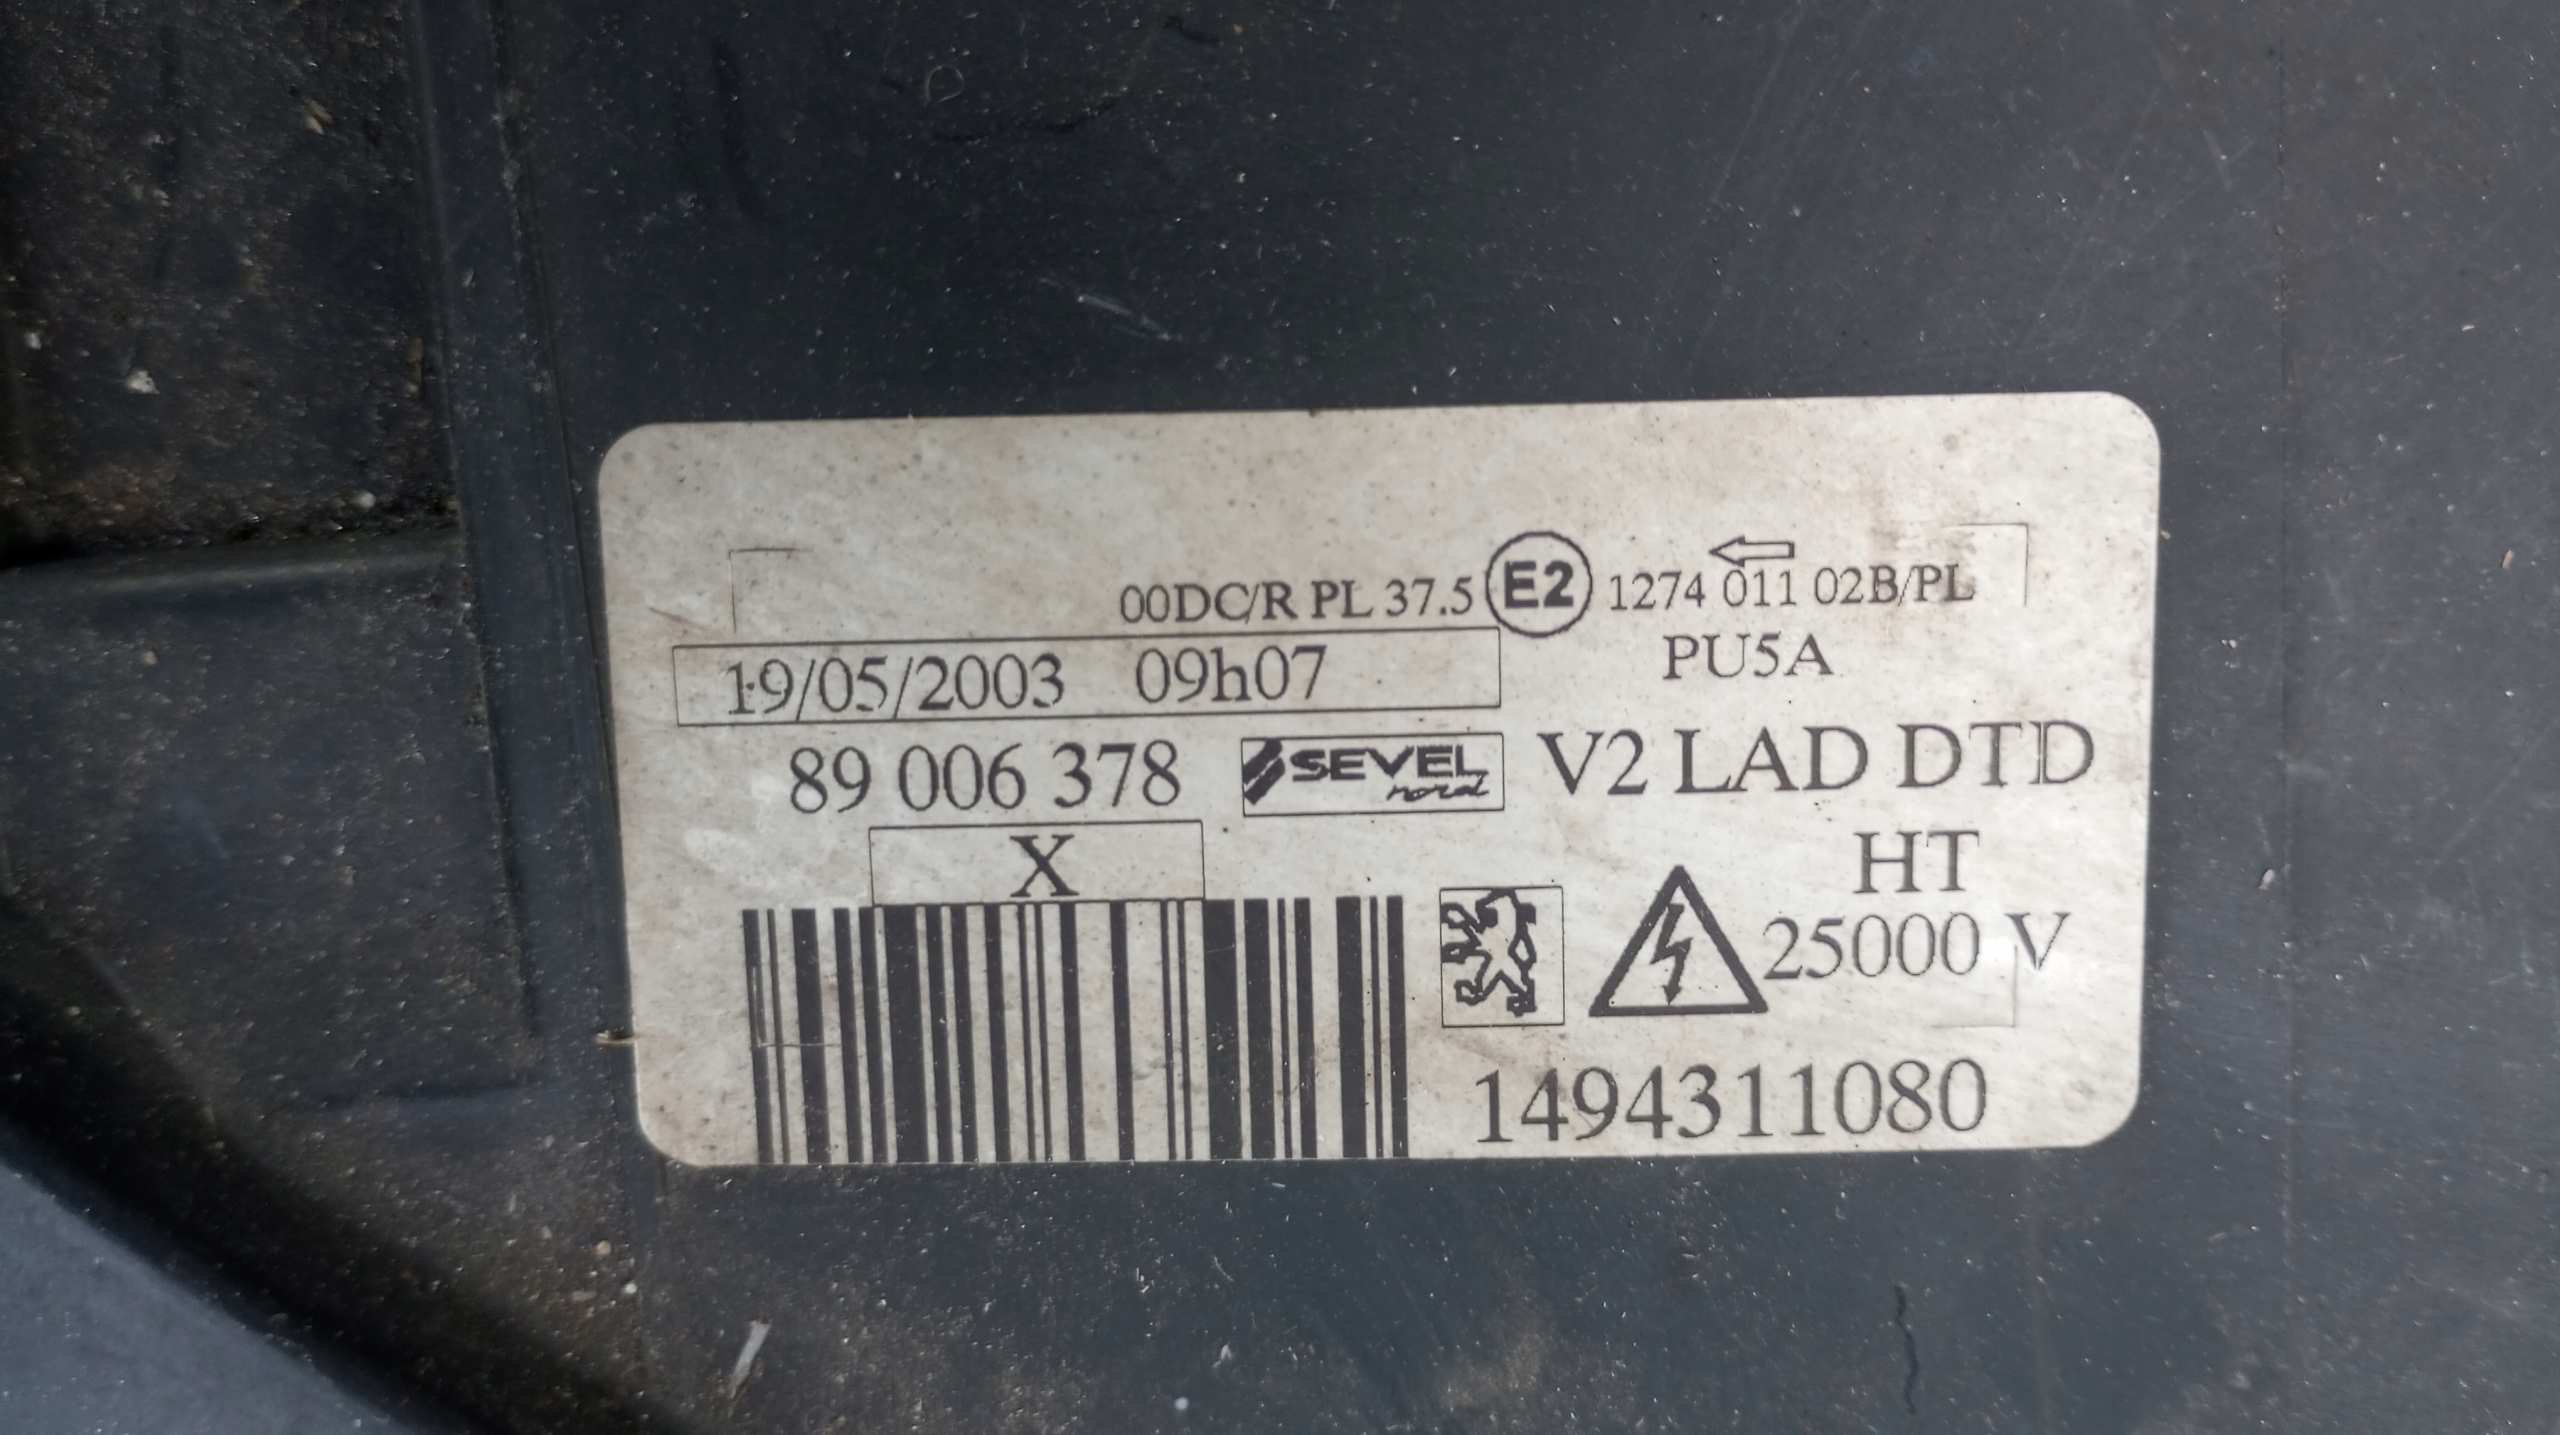 00DC/R PL 37.5 E2 1274 011 02B/PL
PU5A
19/05/2003 09h07
89 006 378 SEVEL nord V2 LAD DTD
X
HT
25000 V
1494311080